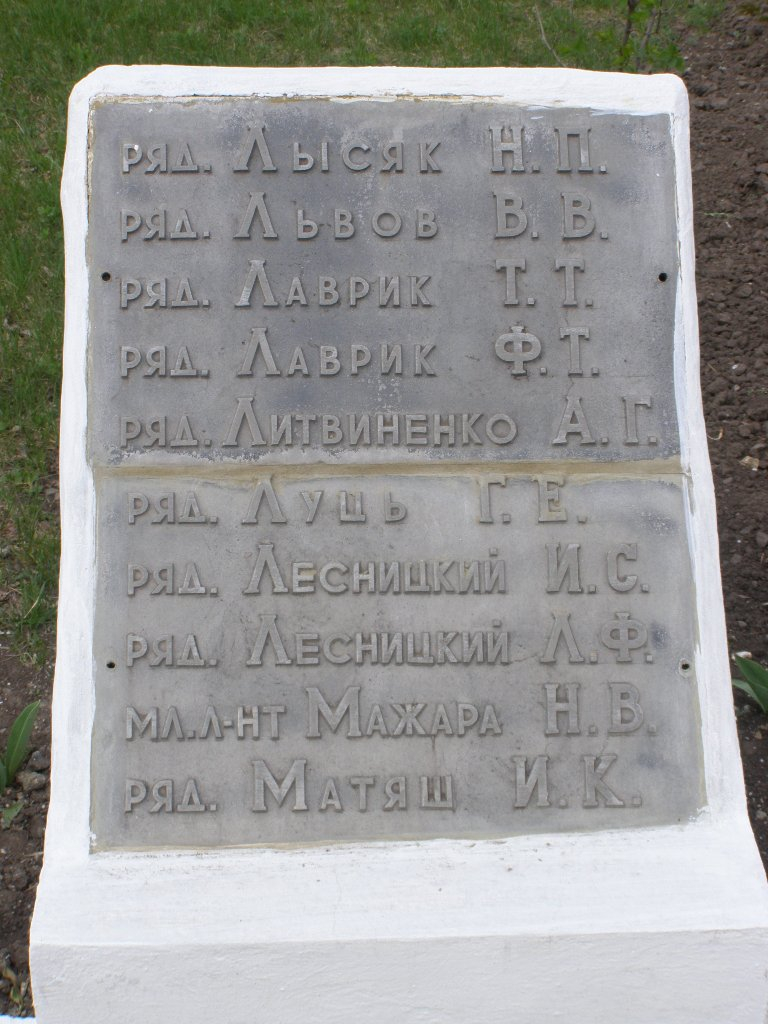 ряд. Лысяк Н.П.
ряд. Львов В.В.
ряд. Лаврик Т.Т.
ряд. Лаврик Ф.Т.
ряд. Литвиненко А.Г.
ряд. Луць Г.Е.
ряд. Лесницкий И.С.
ряд. Лесницкий Л.Ф.
мл.л-нт Мажара Н.В.
ряд. Матяш И.К.